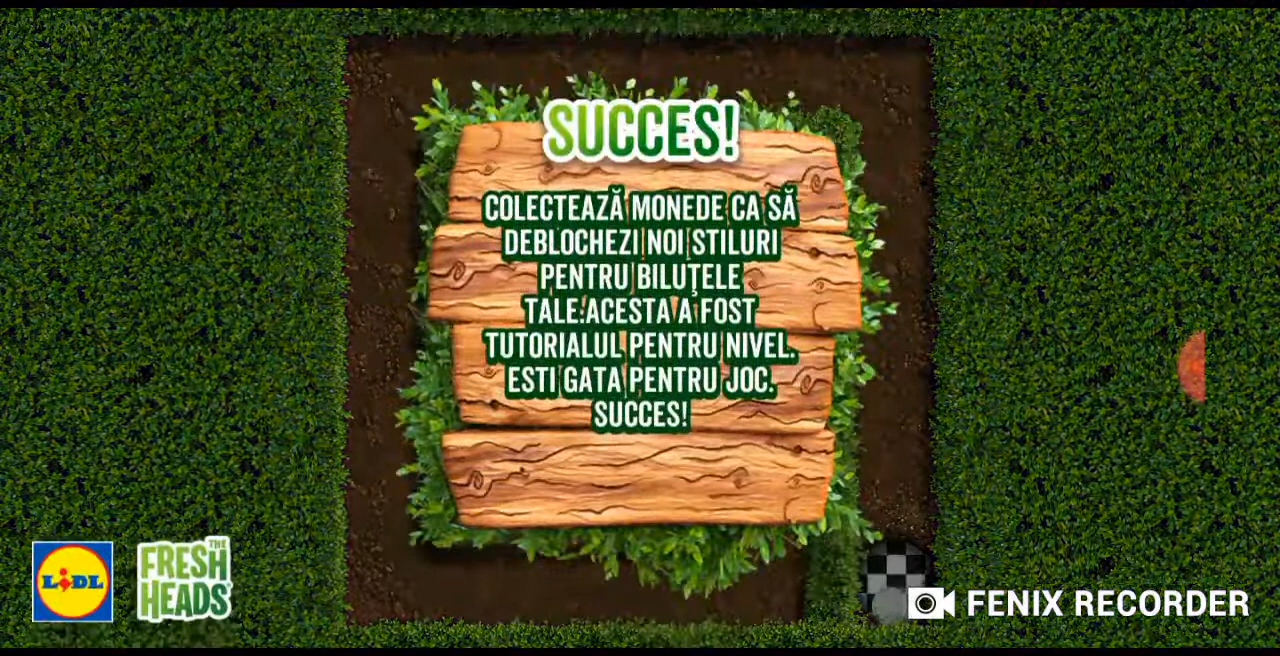 SUCCES!
COLECTEAZĂ MONEDE CA SĂ
DEBLOCHEZI NOI STILURI
PENTRU BILUȚELE
TALE.ACESTA A FOST
TUTORIALUL PENTRU NIVEL.
ESTI GATA PENTRU JOC.
SUCCES!
LIDL
THE
FRESH
HEADS
FENIX RECORDER